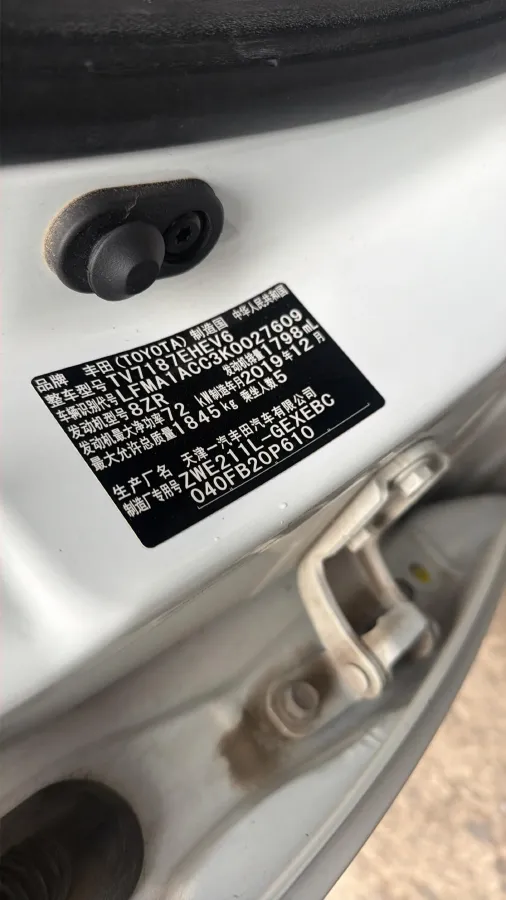 品牌 丰田(TOYOTA) 制造国 中华人民共和国
整车型号 TV7187EHEV6
车辆识别代号 LFMA1ACC3K0027609
发动机型号 8ZR 发动机排量 1798mL
发动机最大净功率 72 kW 制造年月 2019年12月
最大允许总质量 1845kg 乘坐人数 5
生产厂名 天津一汽丰田汽车有限公司
制造厂专用号 ZWE211L-GEXEBC
040FB20P610